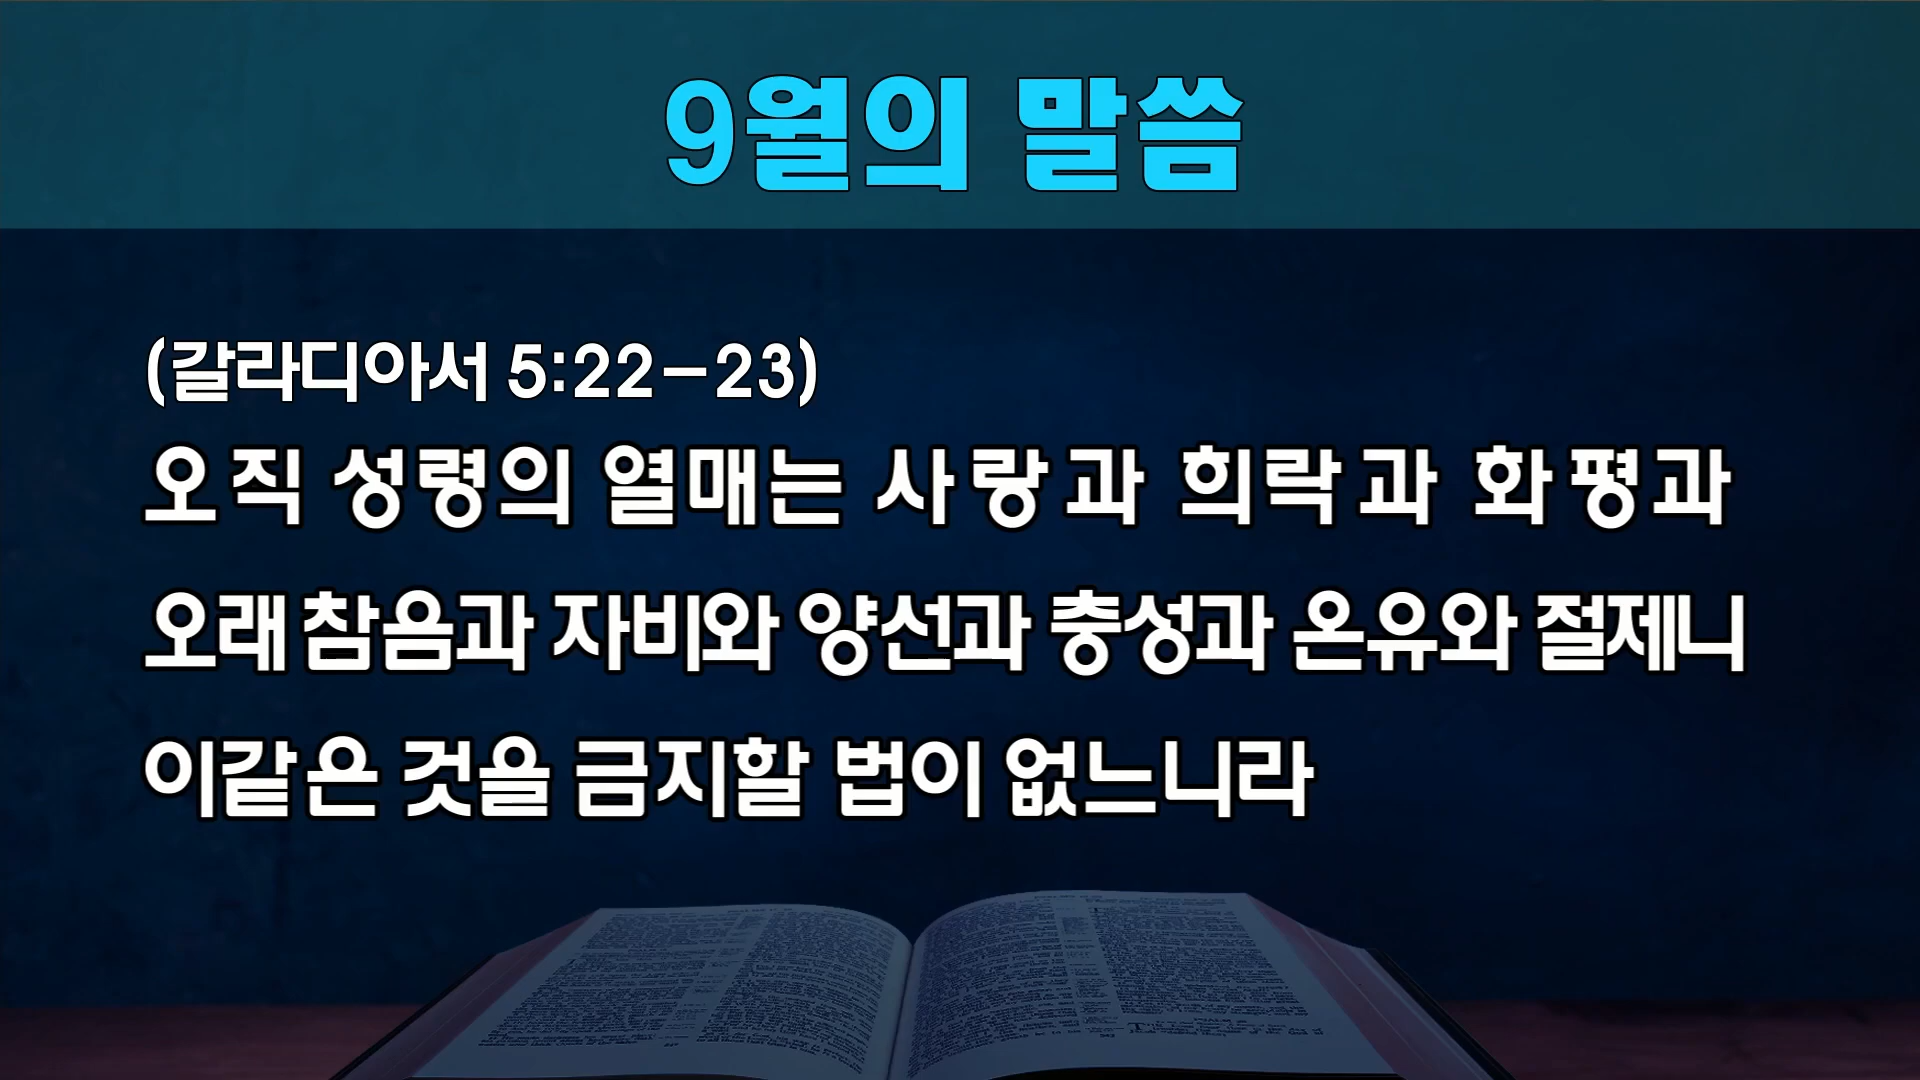 9월의 말씀
(갈라디아서 5:22-23)
오직 성령의 열매는 사랑과 희락과 화평과
오래 참음과 자비와 양선과 충성과 온유와 절제니
이같은 것을 금지할 법이 없느니라